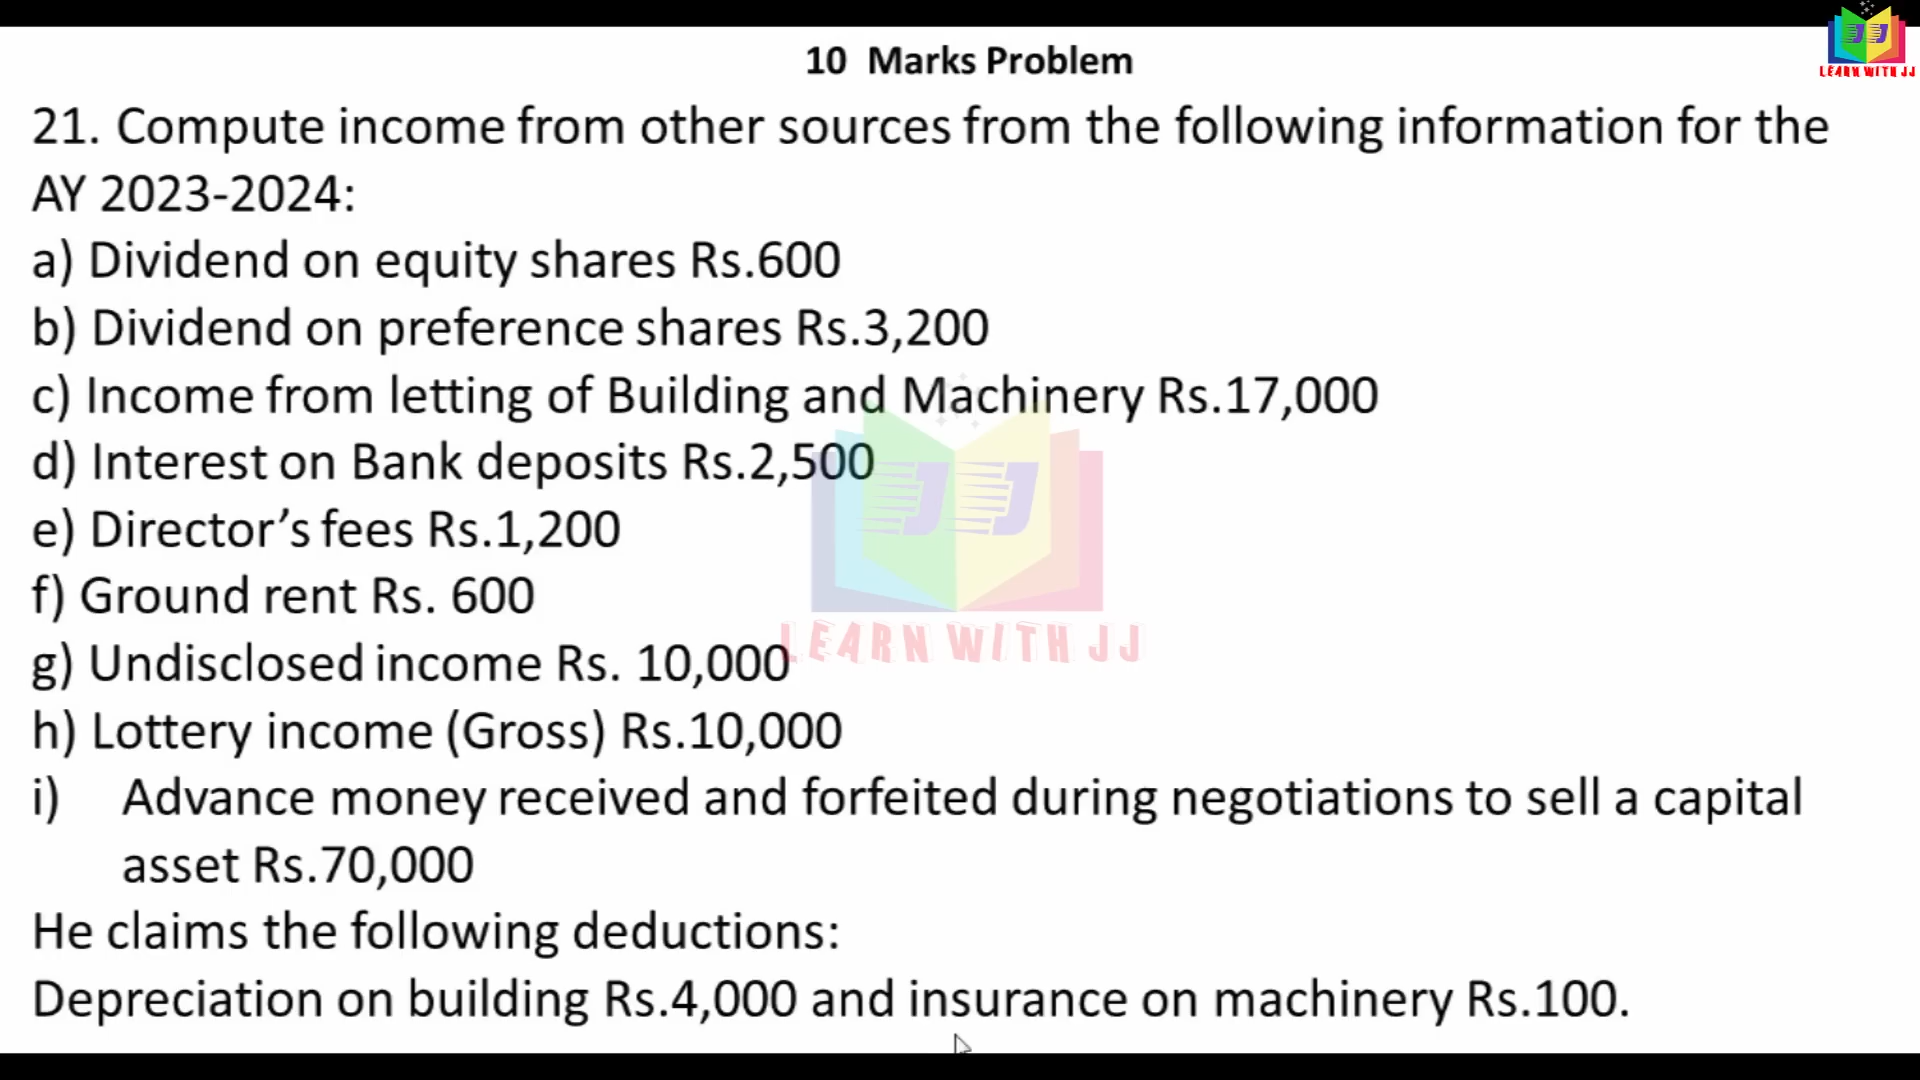 10 Marks Problem
LEARN WITH JJ
21. Compute income from other sources from the following information for the
AY 2023-2024:
a) Dividend on equity shares Rs.600
b) Dividend on preference shares Rs.3,200
c) Income from letting of Building and Machinery Rs.17,000
d) Interest on Bank deposits Rs.2,500
JJ
e) Director’s fees Rs.1,200
f) Ground rent Rs. 600
LEARN WITH JJ
g) Undisclosed income Rs. 10,000
h) Lottery income (Gross) Rs.10,000
i) Advance money received and forfeited during negotiations to sell a capital
asset Rs.70,000
He claims the following deductions:
Depreciation on building Rs.4,000 and insurance on machinery Rs.100.